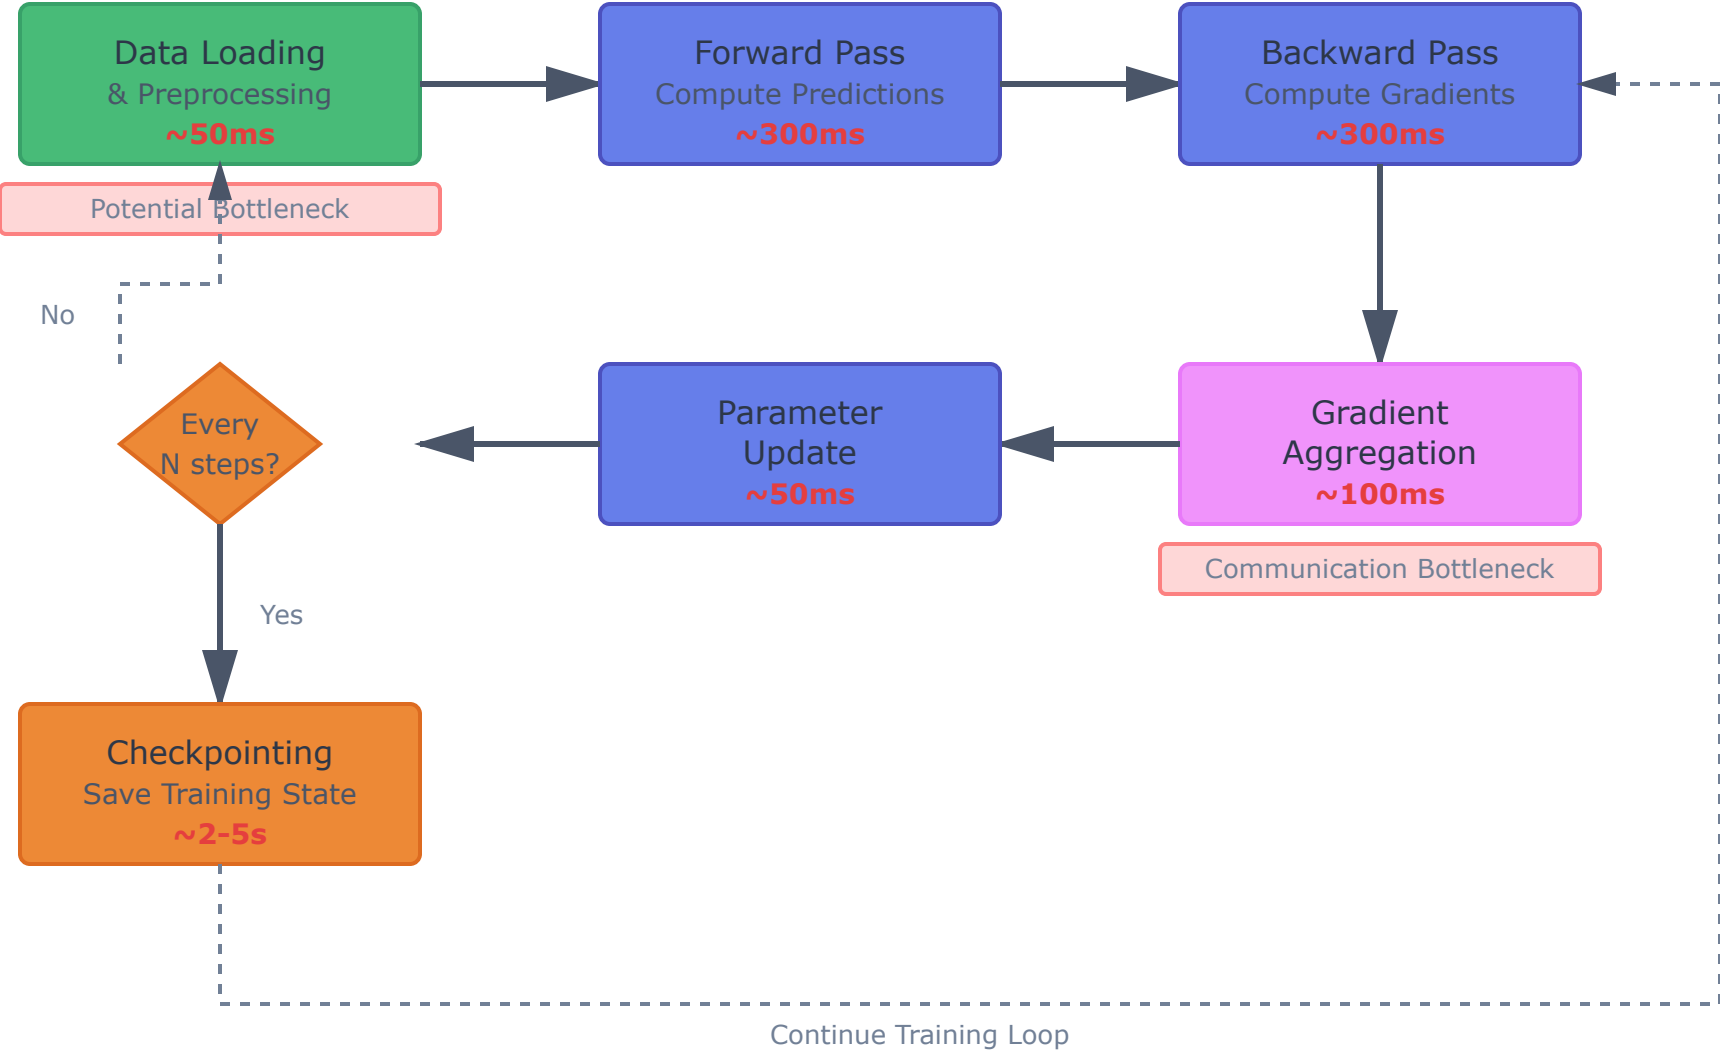 Data Loading
& Preprocessing
~50ms
Potential Bottleneck
Forward Pass
Compute Predictions
~300ms
Backward Pass
Compute Gradients
~300ms
No
Every
N steps?
Parameter
Update
~50ms
Gradient
Aggregation
~100ms
Communication Bottleneck
Yes
Checkpointing
Save Training State
~2-5s
Continue Training Loop